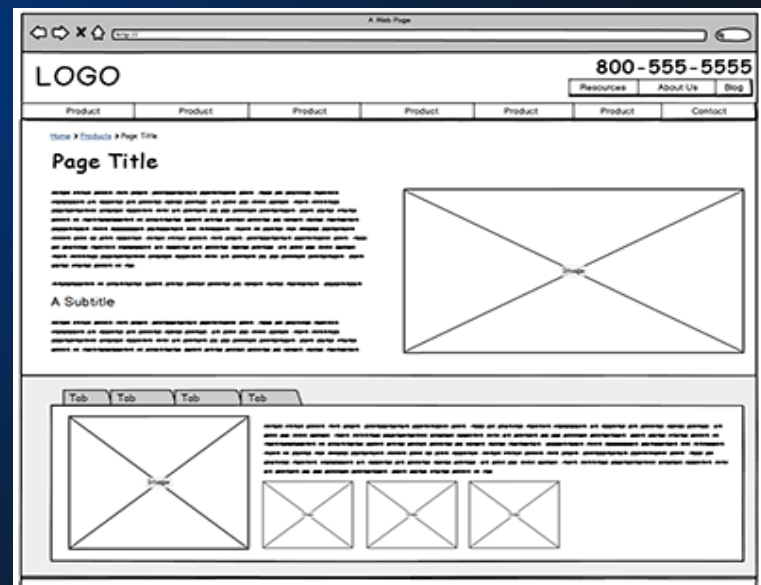 A Web Page
http://
LOGO
800-555-5555
Resources About Us Blog
Product Product Product Product Product Product Contact
Home > Products > Page Title
Page Title
Image
A Subtitle
Tab Tab Tab Tab
Image